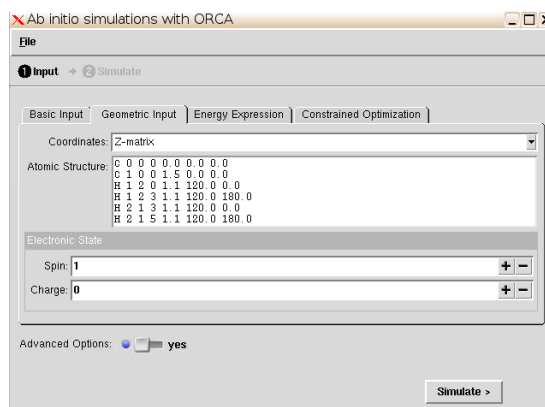 Ab initio simulations with ORCA
File
1 Input → 2 Simulate
Basic Input Geometric Input Energy Expression Constrained Optimization
Coordinates: Z-matrix
Atomic Structure: C 0 0 0 0.0 0.0 0.0
C 1 0 0 1.5 0.0 0.0
H 1 2 0 1.1 120.0 0.0
H 1 2 3 1.1 120.0 180.0
H 2 1 3 1.1 120.0 0.0
H 2 1 5 1.1 120.0 180.0
Electronic State
Spin: 1
Charge: 0
Advanced Options: yes
Simulate >